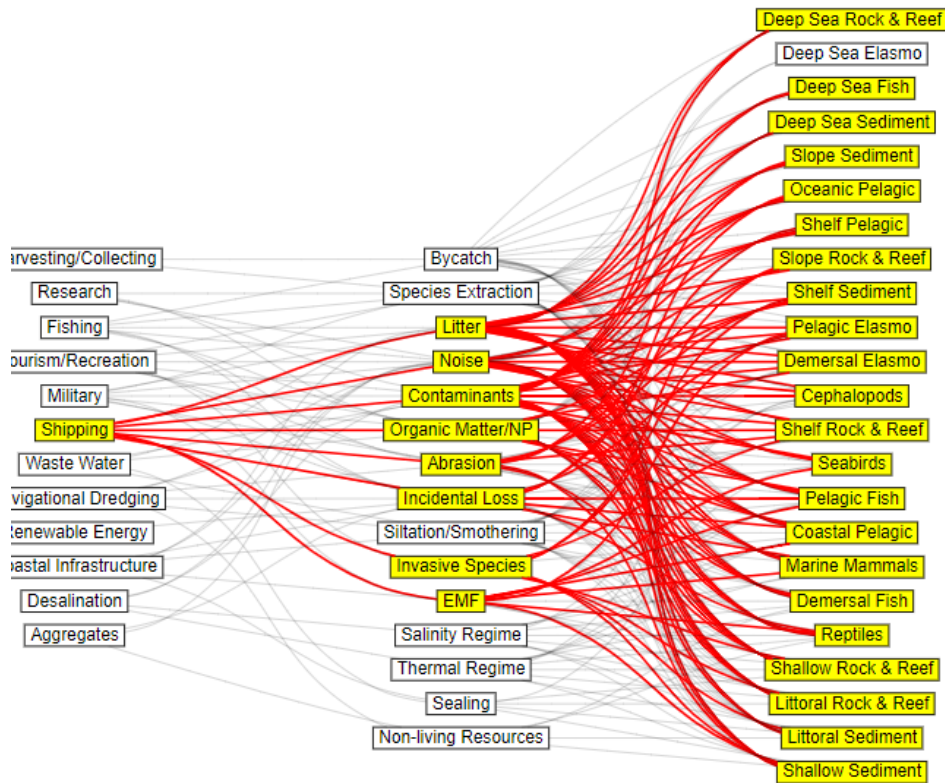 arvesting/Collecting
Research
Fishing
ourism/Recreation
Military
Shipping
Waste Water
avigational Dredging
Renewable Energy
oastal Infrastructure
Desalination
Aggregates
Bycatch
Species Extraction
Litter
Noise
Contaminants
Organic Matter/NP
Abrasion
Incidental Loss
Siltation/Smothering
Invasive Species
EMF
Salinity Regime
Thermal Regime
Sealing
Non-living Resources
Deep Sea Rock & Reef
Deep Sea Elasmo
Deep Sea Fish
Deep Sea Sediment
Slope Sediment
Oceanic Pelagic
Shelf Pelagic
Slope Rock & Reef
Shelf Sediment
Pelagic Elasmo
Demersal Elasmo
Cephalopods
Shelf Rock & Reef
Seabirds
Pelagic Fish
Coastal Pelagic
Marine Mammals
Demersal Fish
Reptiles
Shallow Rock & Reef
Littoral Rock & Reef
Littoral Sediment
Shallow Sediment